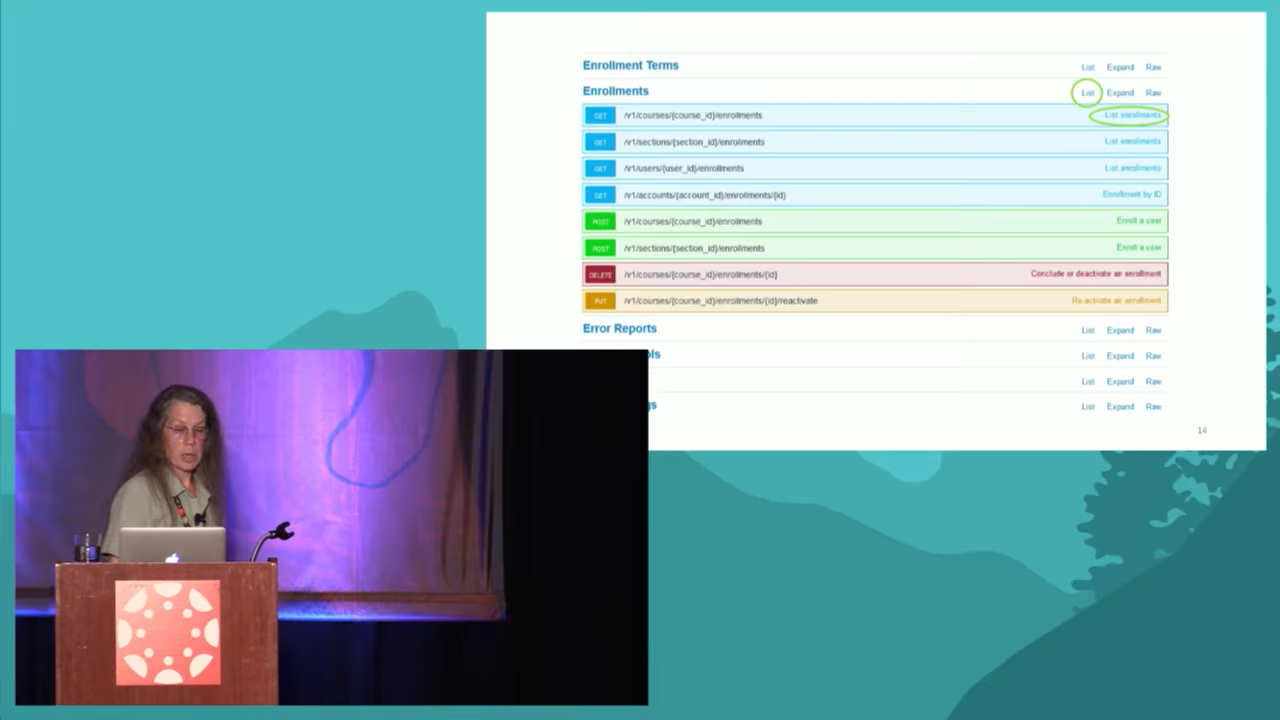 Enrollment Terms List Expand Raw
Enrollments List Expand Raw
GET /v1/courses/{course_id}/enrollments List enrollments
GET /v1/sections/{section_id}/enrollments List enrollments
GET /v1/users/{user_id}/enrollments List enrollments
GET /v1/accounts/{account_id}/enrollments/{id} Enrollment by ID
POST /v1/courses/{course_id}/enrollments Enroll a user
POST /v1/sections/{section_id}/enrollments Enroll a user
DELETE /v1/courses/{course_id}/enrollments/{id} Conclude or deactivate an enrollment
PUT /v1/courses/{course_id}/enrollments/{id}/reactivate Re-activate an enrollment
Error Reports List Expand Raw
ols List Expand Raw
List Expand Raw
gs List Expand Raw
14